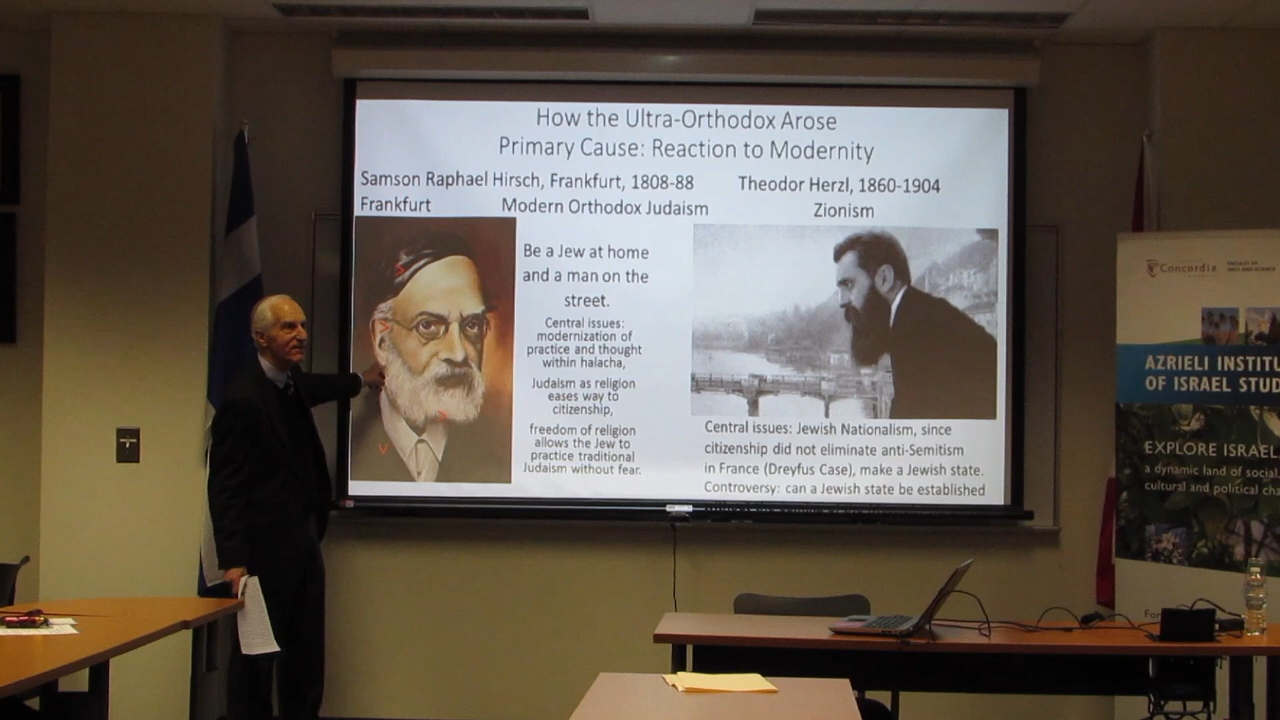 How the Ultra-Orthodox Arose
Primary Cause: Reaction to Modernity
Samson Raphael Hirsch, Frankfurt, 1808-88
Frankfurt
Modern Orthodox Judaism
Be a Jew at home
and a man on the
street.
Central issues:
modernization of
practice and thought
within halacha,
Judaism as religion
eases way to
citizenship,
freedom of religion
allows the Jew to
practice traditional
Judaism without fear.
Theodor Herzl, 1860-1904
Zionism
Central issues: Jewish Nationalism, since
citizenship did not eliminate anti-Semitism
in France (Dreyfus Case), make a Jewish state.
Controversy: can a Jewish state be established
Concordia
FACULTY OF
ARTS AND SCIENCE
AZRIELI INSTITU
OF ISRAEL STUD
EXPLORE ISRAEL,
a dynamic land of social,
cultural and political cha
For